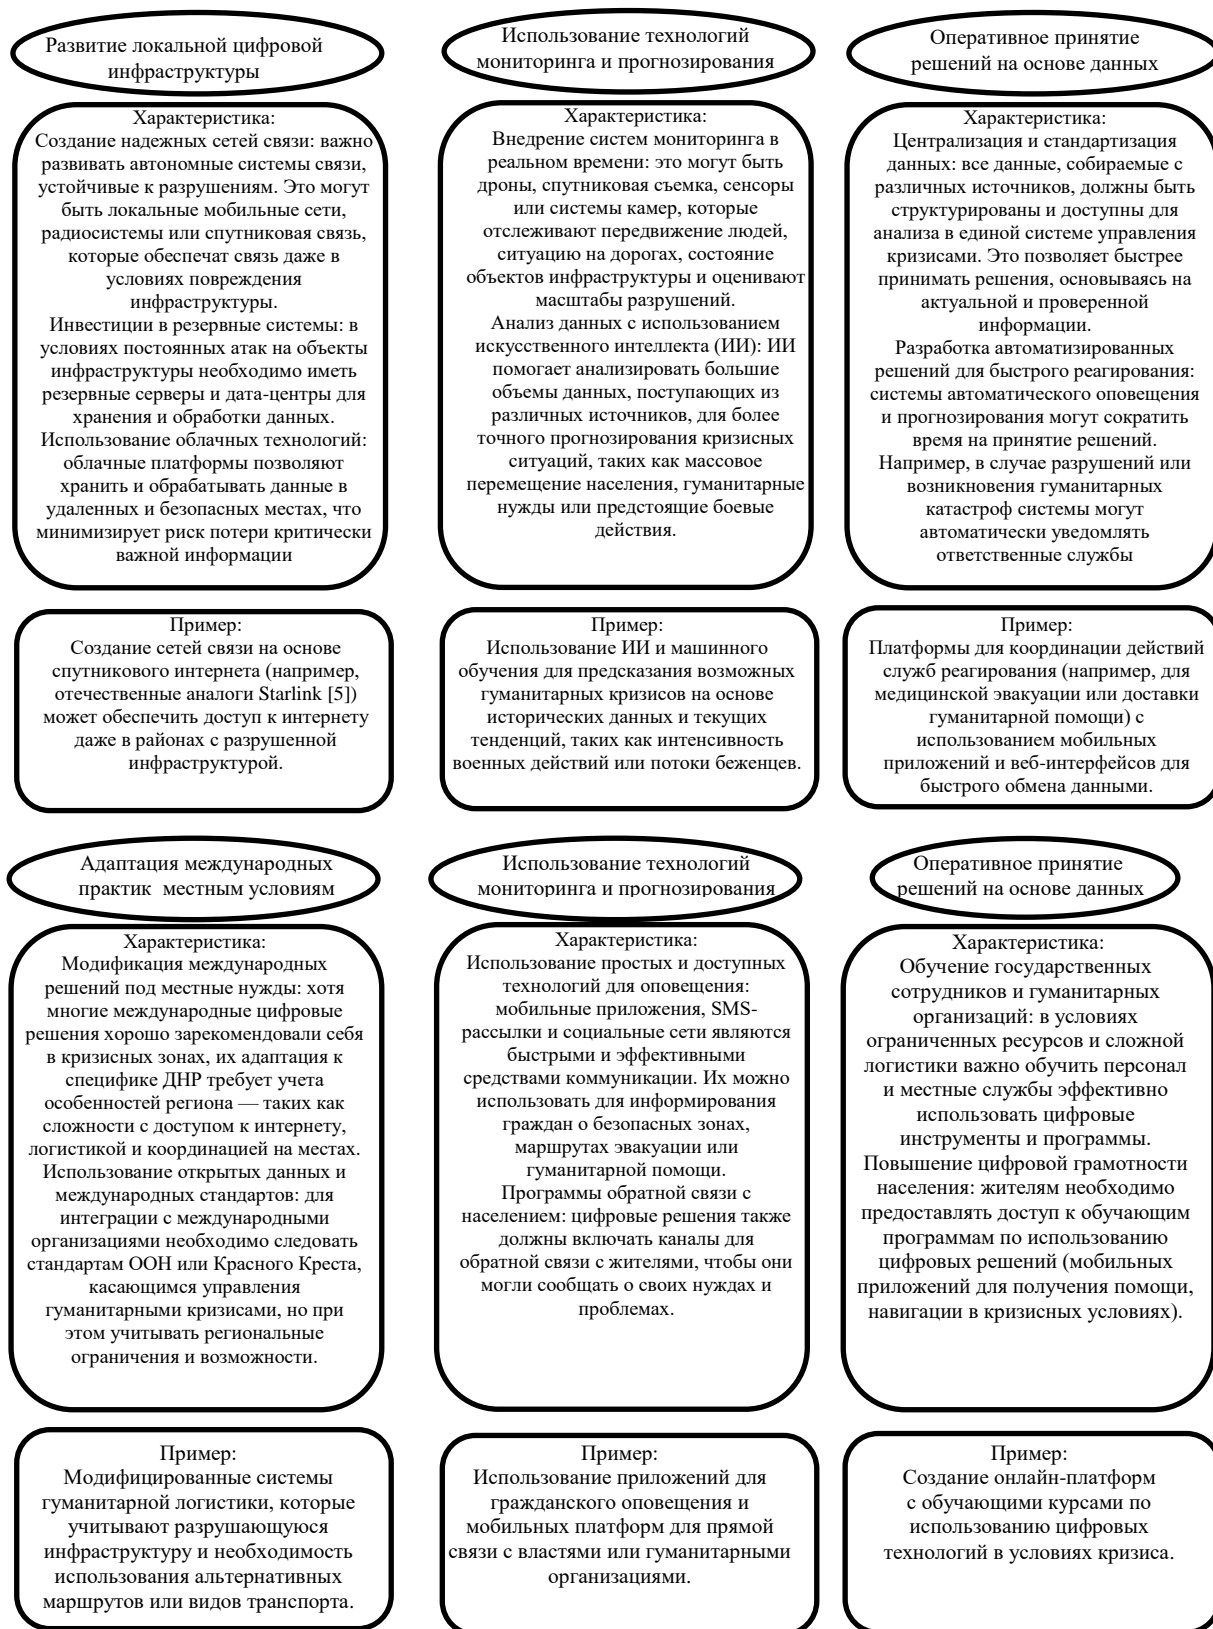 Развитие локальной цифровой
инфраструктуры
Характеристика:
Создание надежных сетей связи: важно
развивать автономные системы связи,
устойчивые к разрушениям. Это могут
быть локальные мобильные сети,
радиосистемы или спутниковая связь,
которые обеспечат связь даже в
условиях повреждения
инфраструктуры.
Инвестиции в резервные системы: в
условиях постоянных атак на объекты
инфраструктуры необходимо иметь
резервные серверы и дата-центры для
хранения и обработки данных.
Использование облачных технологий:
облачные платформы позволяют
хранить и обрабатывать данные в
удаленных и безопасных местах, что
минимизирует риск потери критически
важной информации
Пример:
Создание сетей связи на основе
спутникового интернета (например,
отечественные аналоги Starlink [5])
может обеспечить доступ к интернету
даже в районах с разрушенной
инфраструктурой.
Использование технологий
мониторинга и прогнозирования
Характеристика:
Внедрение систем мониторинга в
реальном времени: это могут быть
дроны, спутниковая съемка, сенсоры
или системы камер, которые
отслеживают передвижение людей,
ситуацию на дорогах, состояние
объектов инфраструктуры и оценивают
масштабы разрушений.
Анализ данных с использованием
искусственного интеллекта (ИИ): ИИ
помогает анализировать большие
объемы данных, поступающих из
различных источников, для более
точного прогнозирования кризисных
ситуаций, таких как массовое
перемещение населения, гуманитарные
нужды или предстоящие боевые
действия.
Пример:
Использование ИИ и машинного
обучения для предсказания возможных
гуманитарных кризисов на основе
исторических данных и текущих
тенденций, таких как интенсивность
военных действий или потоки беженцев.
Оперативное принятие
решений на основе данных
Характеристика:
Централизация и стандартизация
данных: все данные, собираемые с
различных источников, должны быть
структурированы и доступны для
анализа в единой системе управления
кризисами. Это позволяет быстрее
принимать решения, основываясь на
актуальной и проверенной
информации.
Разработка автоматизированных
решений для быстрого реагирования:
системы автоматического оповещения
и прогнозирования могут сократить
время на принятие решений.
Например, в случае разрушений или
возникновения гуманитарных
катастроф системы могут
автоматически уведомлять
ответственные службы
Пример:
Платформы для координации действий
служб реагирования (например, для
медицинской эвакуации или доставки
гуманитарной помощи) с
использованием мобильных
приложений и веб-интерфейсов для
быстрого обмена данными.
Адаптация международных
практик местным условиям
Характеристика:
Модификация международных
решений под местные нужды: хотя
многие международные цифровые
решения хорошо зарекомендовали себя
в кризисных зонах, их адаптация к
специфике ДНР требует учета
особенностей региона — таких как
сложности с доступом к интернету,
логистикой и координацией на местах.
Использование открытых данных и
международных стандартов: для
интеграции с международными
организациями необходимо следовать
стандартам ООН или Красного Креста,
касающимся управления
гуманитарными кризисами, но при
этом учитывать региональные
ограничения и возможности.
Пример:
Модифицированные системы
гуманитарной логистики, которые
учитывают разрушающуюся
инфраструктуру и необходимость
использования альтернативных
маршрутов или видов транспорта.
Использование технологий
мониторинга и прогнозирования
Характеристика:
Использование простых и доступных
технологий для оповещения:
мобильные приложения, SMS-
рассылки и социальные сети являются
быстрыми и эффективными
средствами коммуникации. Их можно
использовать для информирования
граждан о безопасных зонах,
маршрутах эвакуации или
гуманитарной помощи.
Программы обратной связи с
населением: цифровые решения также
должны включать каналы для
обратной связи с жителями, чтобы они
могли сообщать о своих нуждах и
проблемах.
Пример:
Использование приложений для
гражданского оповещения и
мобильных платформ для прямой
связи с властями или гуманитарными
организациями.
Оперативное принятие
решений на основе данных
Характеристика:
Обучение государственных
сотрудников и гуманитарных
организаций: в условиях
ограниченных ресурсов и сложной
логистики важно обучить персонал
и местные службы эффективно
использовать цифровые
инструменты и программы.
Повышение цифровой грамотности
населения: жителям необходимо
предоставлять доступ к обучающим
программам по использованию
цифровых решений (мобильных
приложений для получения помощи,
навигации в кризисных условиях).
Пример:
Создание онлайн-платформ
с обучающими курсами по
использованию цифровых
технологий в условиях кризиса.